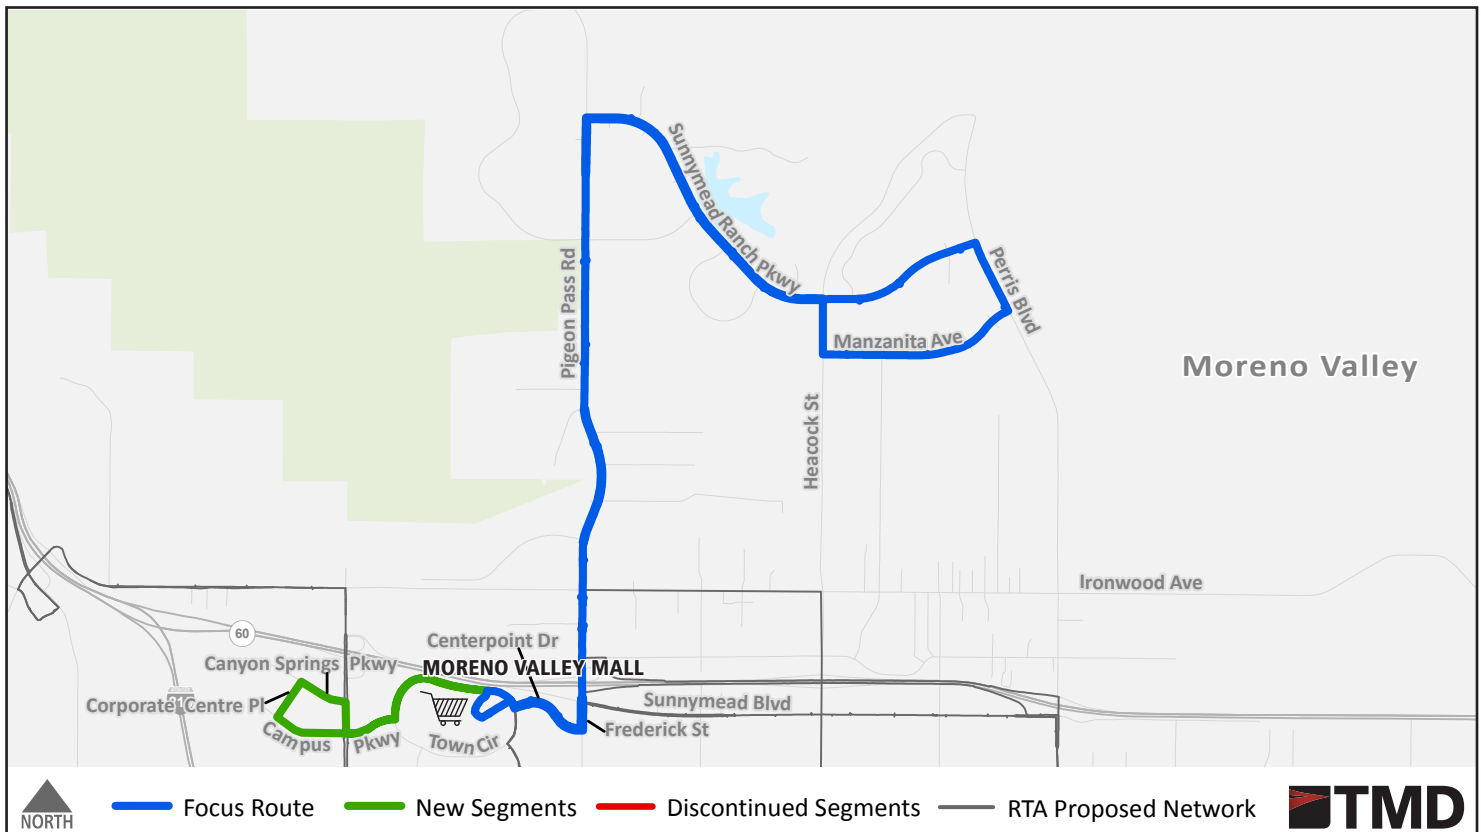 Sunnymead Ranch Pkwy
Perris Blvd
Pigeon Pass Rd
Manzanita Ave
Moreno Valley
Heacock St
Ironwood Ave
60
Centerpoint Dr
Canyon Springs Pkwy
MORENO VALLEY MALL
Corporate Centre Pl
Sunnymead Blvd
Campus Pkwy
Town Cir
Frederick St
NORTH
Focus Route
New Segments
Discontinued Segments
RTA Proposed Network
TMD